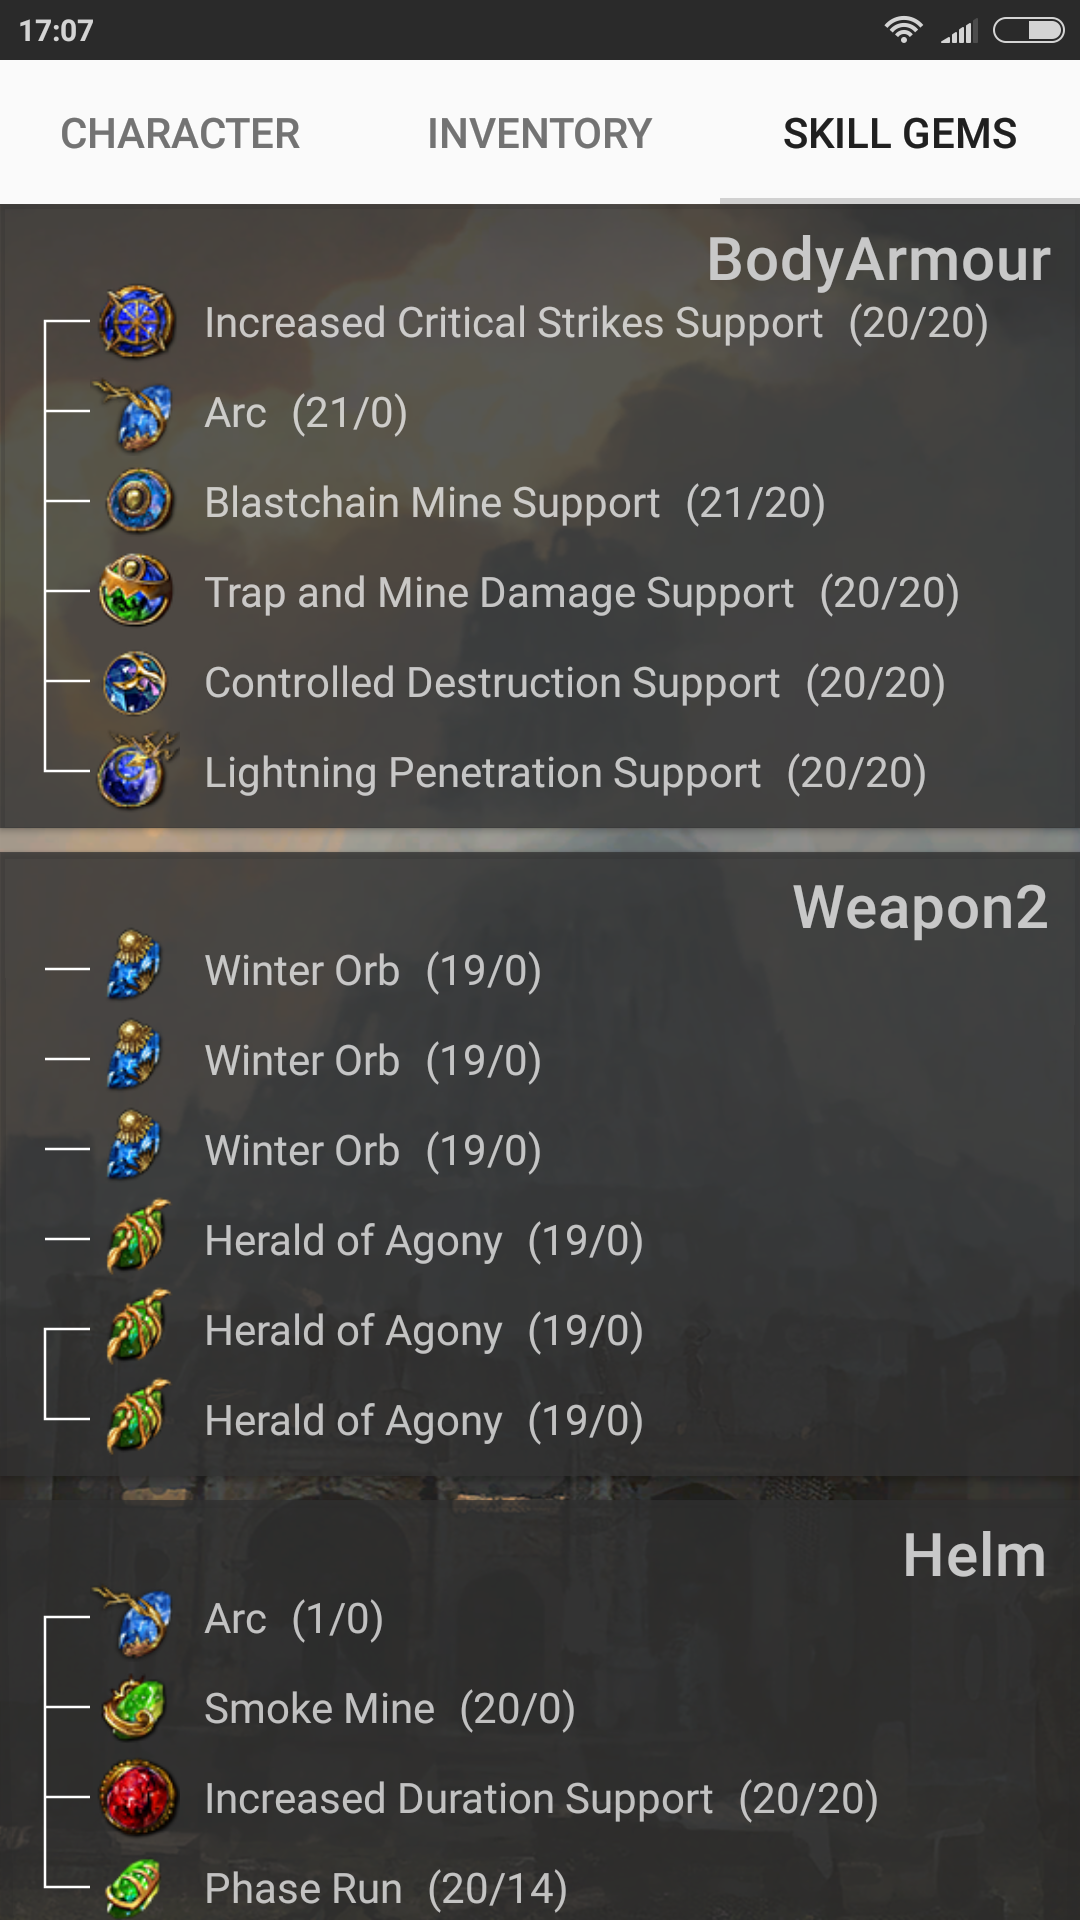 17:07
CHARACTER INVENTORY SKILL GEMS
BodyArmour
Increased Critical Strikes Support (20/20)
Arc (21/0)
Blastchain Mine Support (21/20)
Trap and Mine Damage Support (20/20)
Controlled Destruction Support (20/20)
Lightning Penetration Support (20/20)
Weapon2
Winter Orb (19/0)
Winter Orb (19/0)
Winter Orb (19/0)
Herald of Agony (19/0)
Herald of Agony (19/0)
Herald of Agony (19/0)
Helm
Arc (1/0)
Smoke Mine (20/0)
Increased Duration Support (20/20)
Phase Run (20/14)